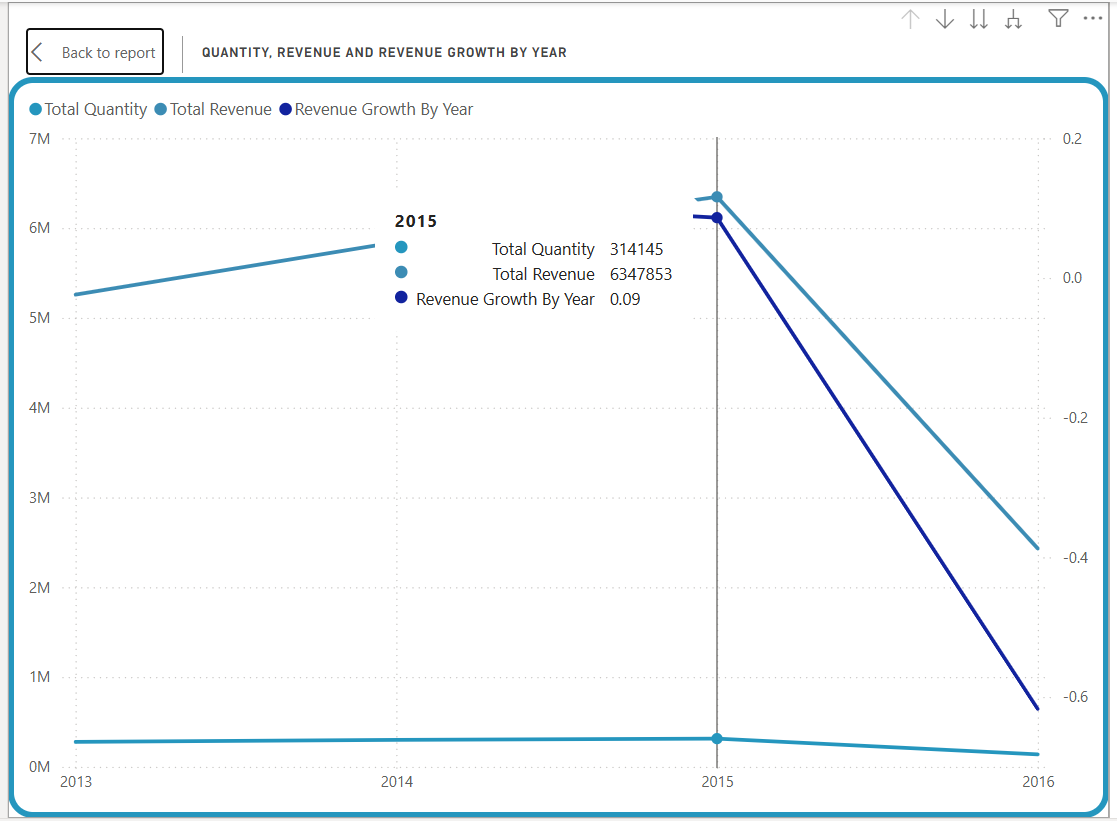 Back to report
QUANTITY, REVENUE AND REVENUE GROWTH BY YEAR
Total Quantity Total Revenue Revenue Growth By Year
7M 0.2
6M
5M 0.0
4M -0.2
3M
2M -0.4
1M -0.6
0M
2015
Total Quantity 314145
Total Revenue 6347853
Revenue Growth By Year 0.09
2013 2014 2015 2016